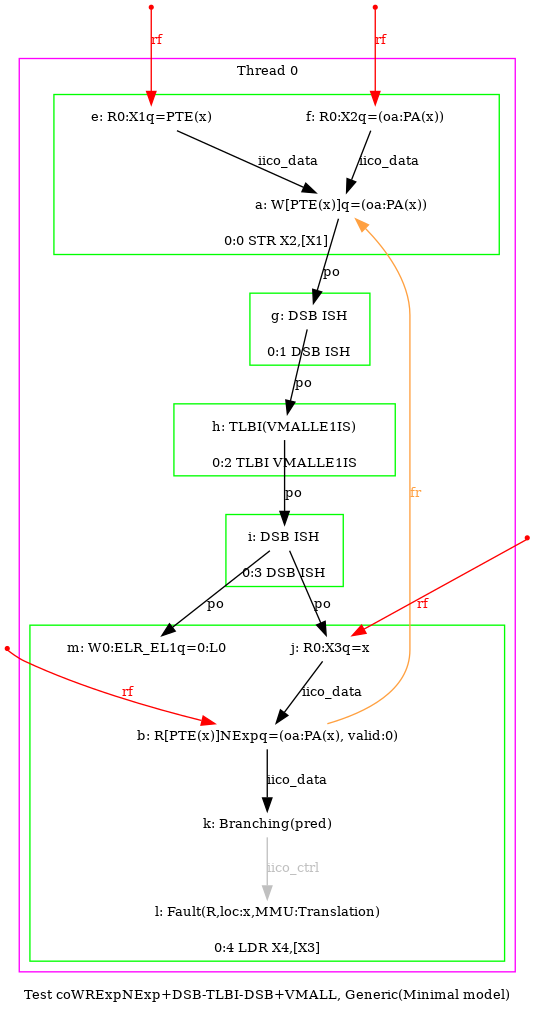 rf
rf
Thread 0
e: R0:X1q=PTE(x)
f: R0:X2q=(oa:PA(x))
iico_data
iico_data
a: W[PTE(x)]q=(oa:PA(x))
0:0 STR X2,[X1]
po
g: DSB ISH
0:1 DSB ISH
po
h: TLBI(VMALLE1IS)
0:2 TLBI VMALLE1IS
po
fr
i: DSB ISH
0:3 DSB ISH
po
po
rf
m: W0:ELR_EL1q=0:L0
j: R0:X3q=x
rf
iico_data
b: R[PTE(x)]NExpq=(oa:PA(x), valid:0)
iico_data
k: Branching(pred)
iico_ctrl
l: Fault(R,loc:x,MMU:Translation)
0:4 LDR X4,[X3]
Test coWRExpNExp+DSB-TLBI-DSB+VMALL, Generic(Minimal model)